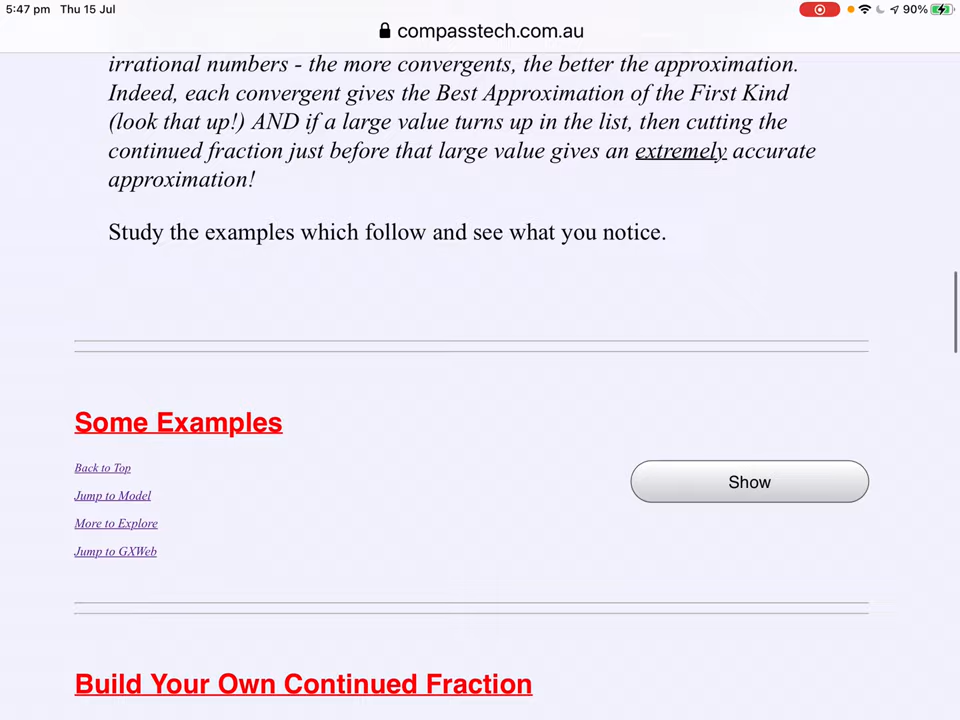 5:47 pm Thu 15 Jul
90%
compasstech.com.au
irrational numbers - the more convergents, the better the approximation.
Indeed, each convergent gives the Best Approximation of the First Kind
(look that up!) AND if a large value turns up in the list, then cutting the
continued fraction just before that large value gives an extremely accurate
approximation!
Study the examples which follow and see what you notice.
Some Examples
Back to Top
Jump to Model
More to Explore
Jump to GXWeb
Show
Build Your Own Continued Fraction